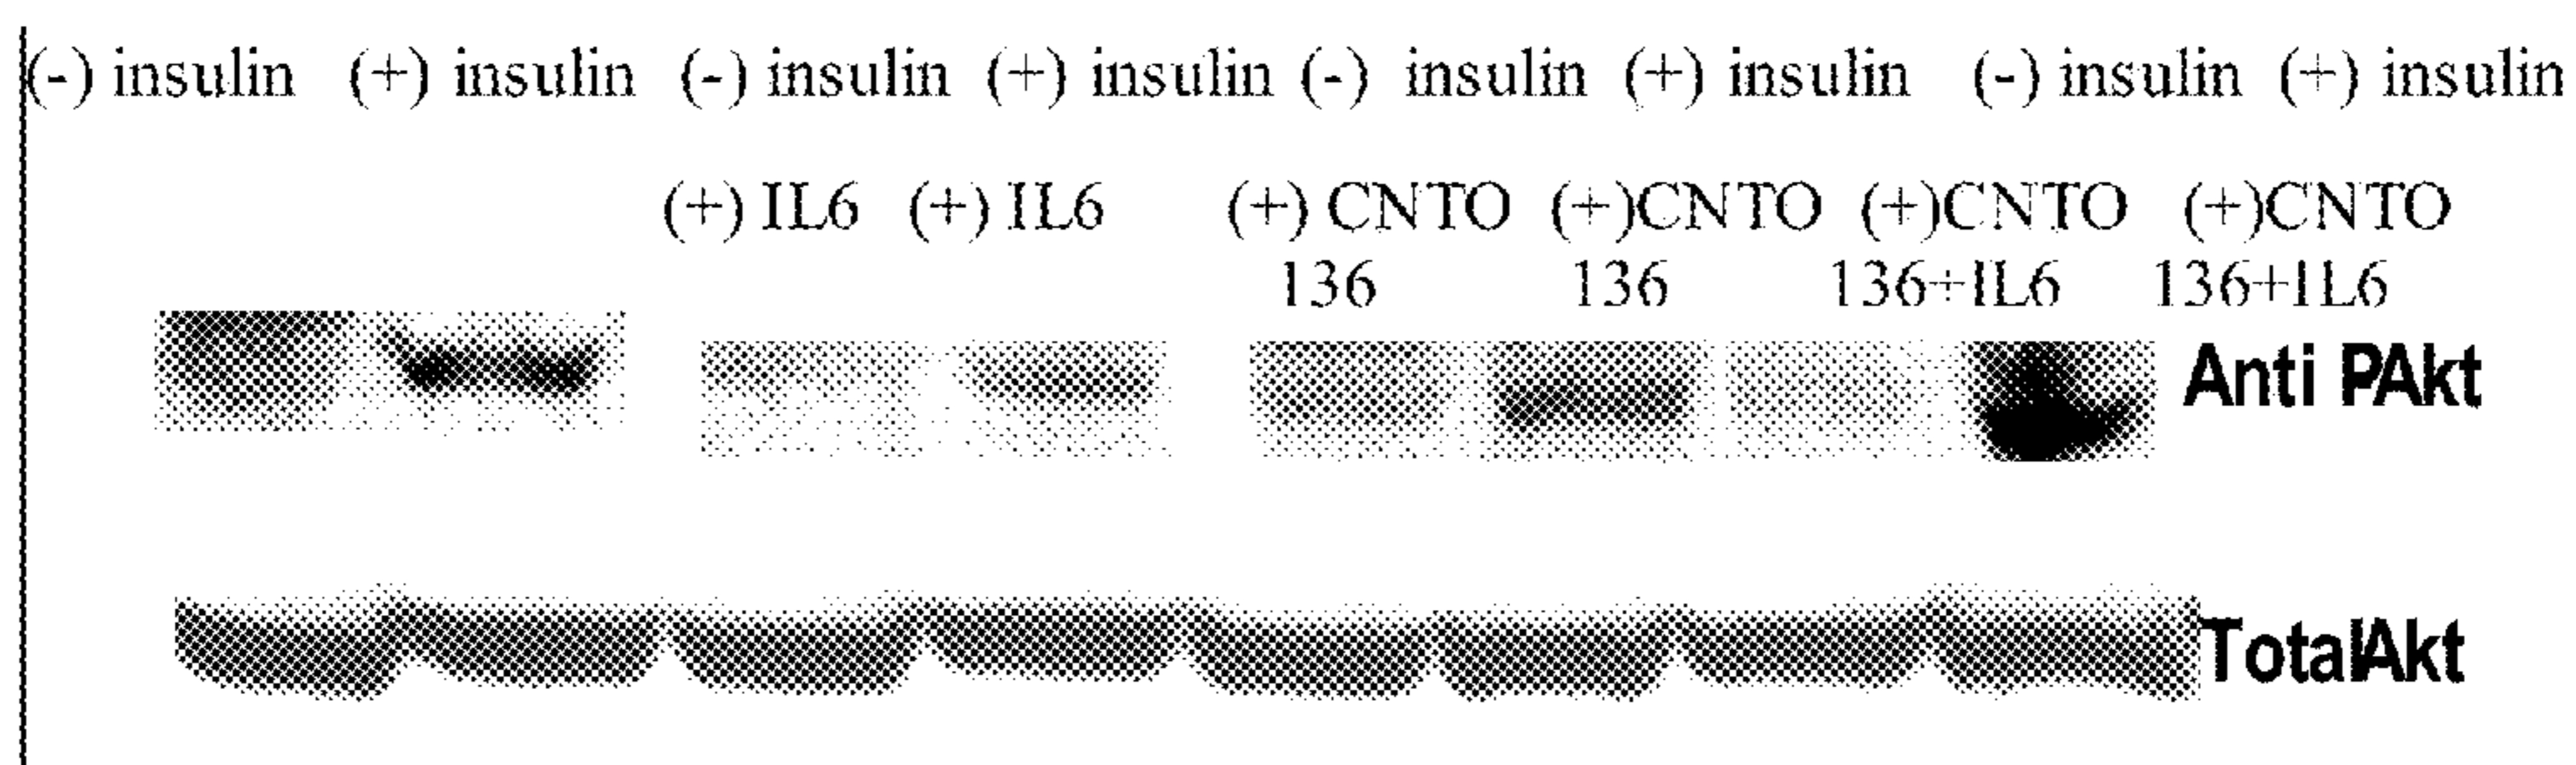 (-) insulin (+) insulin (-) insulin (+) insulin (-) insulin (+) insulin (-) insulin (+) insulin
(+) IL6 (+) IL6 (+) CNTO (+)CNTO (+)CNTO (+)CNTO
136 136 136+IL6 136+IL6
Anti PAkt
TotalAkt